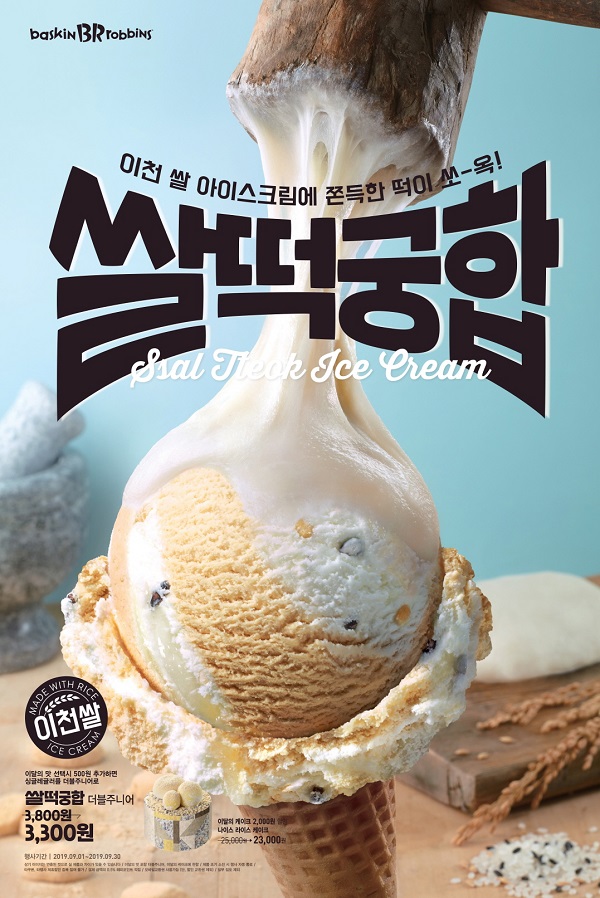 baskin BR robbins
이천 쌀 아이스크림에 쫀득한 떡이 쏘-옥!
쌀떡궁합
Ssal Tteok Ice Cream
MADE WITH RICE
이천쌀
ICE CREAM
이달의 맛 선택시 500원 추가하면
싱글레귤러를 더블주니어로
쌀떡궁합 더블주니어
3,800원
3,300원
이달의 케이크 2,000원
나이스 라이스 케이크
25,000원 23,000원
행사기간 | 2019.09.01~2019.09.30